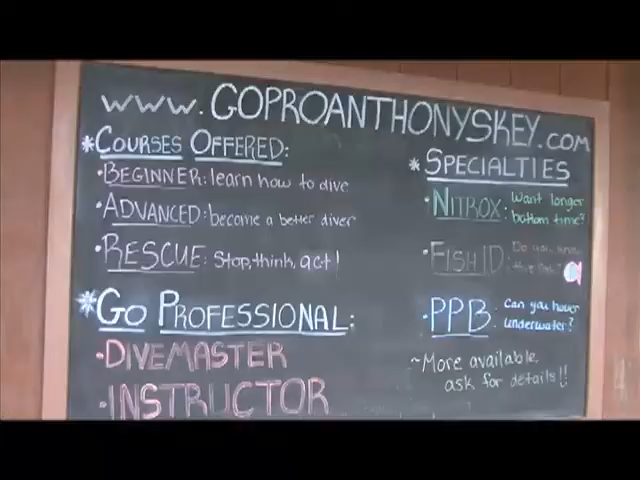 www.GOPROANTHONYSKEY.COM
*COURSES OFFERED:
•BEGINNER: learn how to dive
•ADVANCED: become a better diver
•RESCUE: Stop, think, act!
*GO PROFESSIONAL:
•DIVEMASTER
•INSTRUCTOR
*SPECIALTIES
•NITROX: Want longer
bottom time?
•FISH ID: Do you
•PPB: Can you hover
underwater?
~More available
ask for details!!